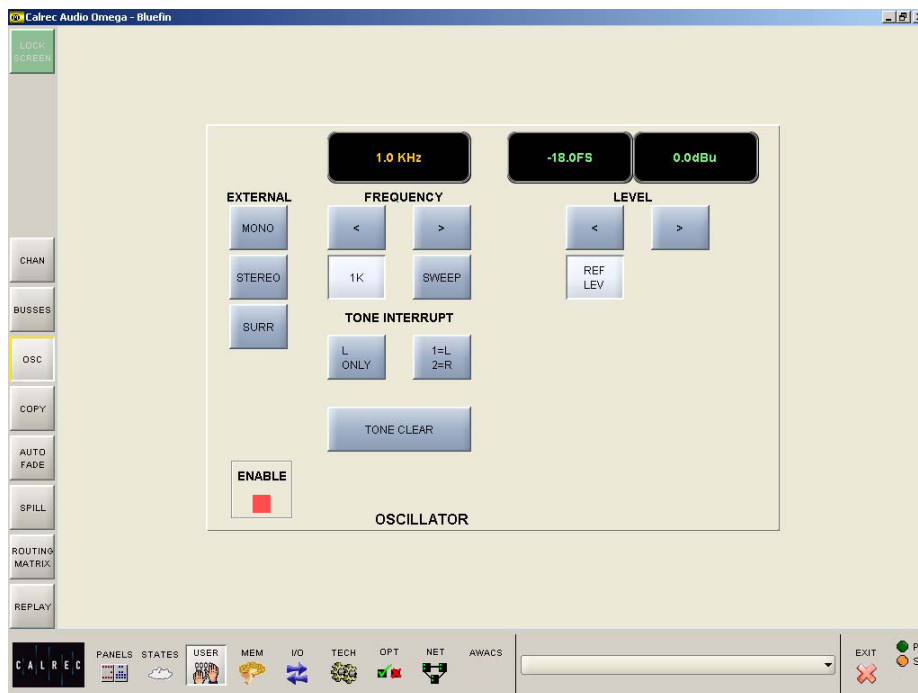 Calrec Audio Omega - Bluefin
LOCK
SCREEN
1.0 KHz
-18.0FS
0.0dBu
EXTERNAL
FREQUENCY
LEVEL
MONO
<
>
<
>
STEREO
1K
SWEEP
REF
LEV
SURR
TONE INTERRUPT
L
ONLY
1=L
2=R
TONE CLEAR
ENABLE
OSCILLATOR
CHAN
BUSSES
OSC
COPY
AUTO
FADE
SPILL
ROUTING
MATRIX
REPLAY
CALREC
PANELS
STATES
USER
MEM
I/O
TECH
OPT
NET
AWACS
EXIT
P
S